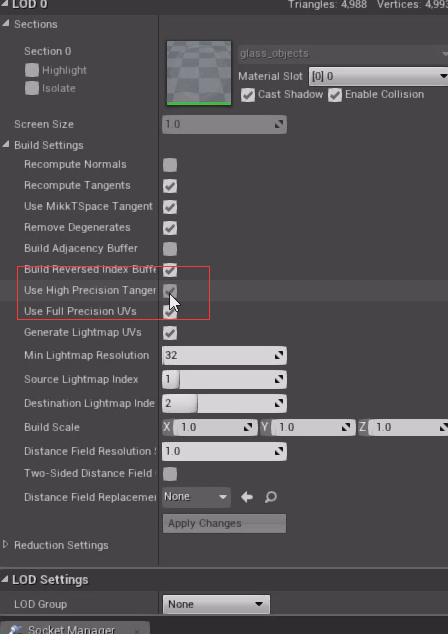 LOD 0 Triangles: 4,988 Vertices: 4,993
Sections
Section 0
Highlight
Isolate
glass_objects
Material Slot [0] 0
Cast Shadow Enable Collision
Screen Size 1.0
Build Settings
Recompute Normals
Recompute Tangents
Use MikkTSpace Tangent
Remove Degenerates
Build Adjacency Buffer
Build Reversed Index Buffe
Use High Precision Tanger
Use Full Precision UVs
Generate Lightmap UVs
Min Lightmap Resolution 32
Source Lightmap Index 1
Destination Lightmap Inde 2
Build Scale X 1.0 Y 1.0 Z 1.0
Distance Field Resolution 1.0
Two-Sided Distance Field
Distance Field Replacemer None
Apply Changes
Reduction Settings
LOD Settings
LOD Group None
Socket Manager